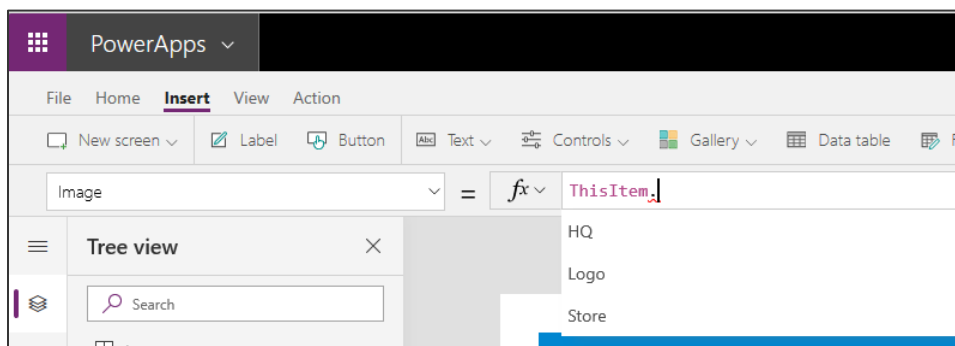 PowerApps
File Home Insert View Action
New screen Label Button Abc Text Controls Gallery Data table
Image = fx ThisItem.
HQ
Tree view
Logo
Search
Store